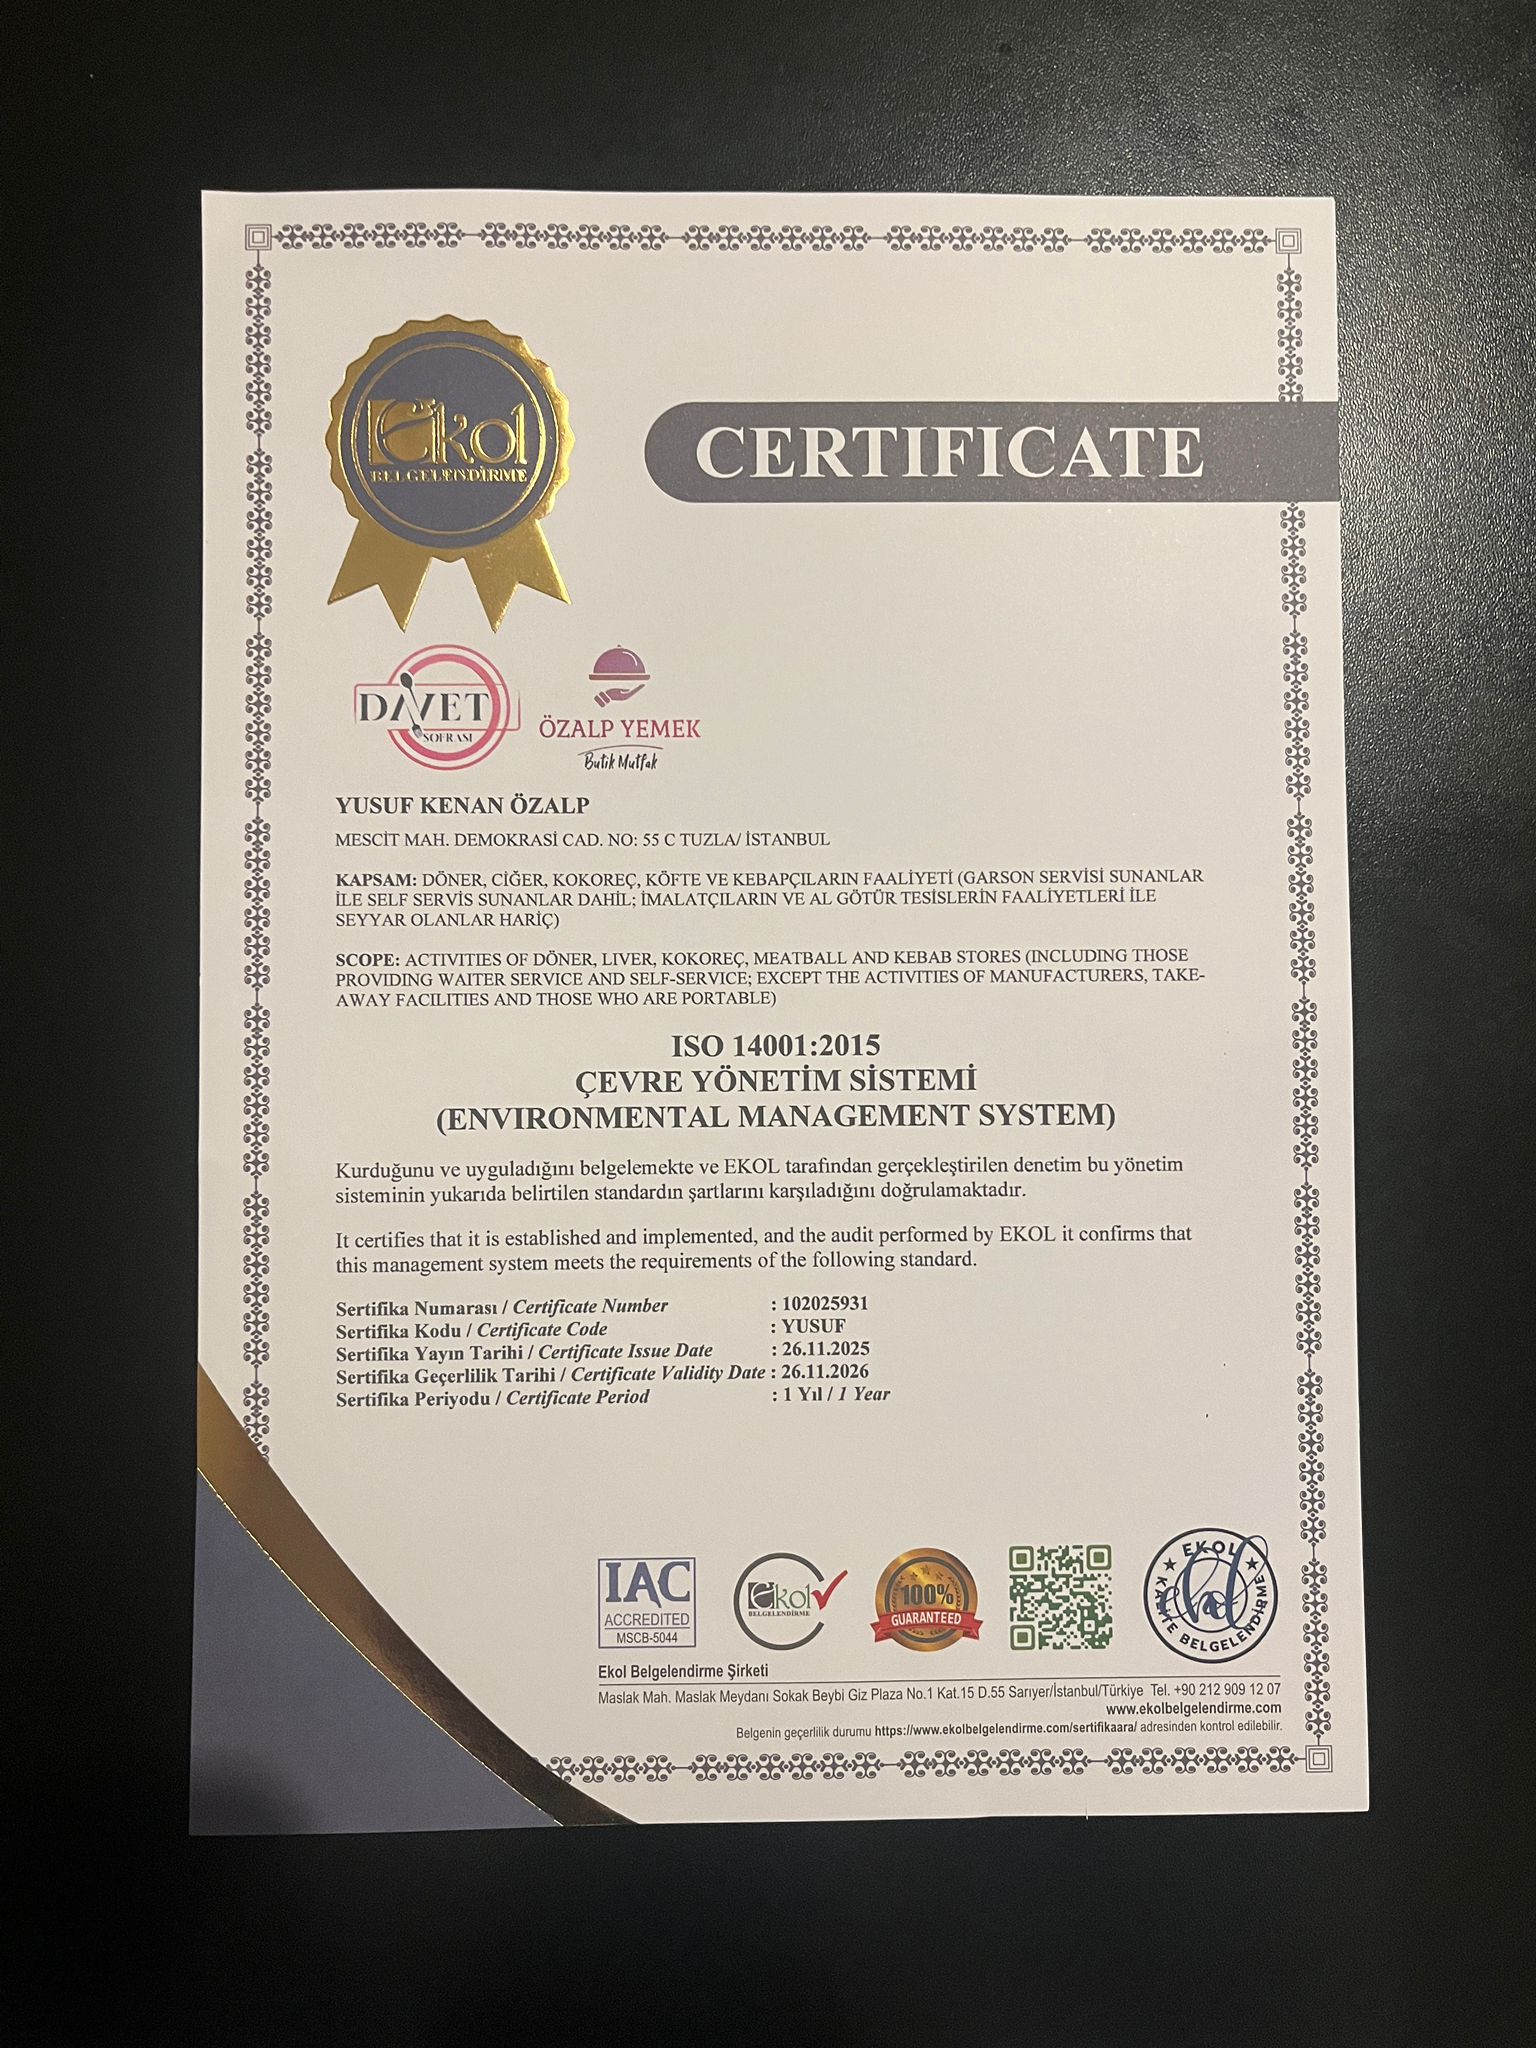 Ekol
BELGELENDİRME
CERTIFICATE
DAVET
SOFRASI
ÖZALP YEMEK
Butik Mutfak
YUSUF KENAN ÖZALP
MESCİT MAH. DEMOKRASİ CAD. NO: 55 C TUZLA/ İSTANBUL
KAPSAM: DÖNER, CİĞER, KOKOREÇ, KÖFTE VE KEBAPÇILARIN FAALİYETİ (GARSON SERVİSİ SUNANLAR
İLE SELF SERVİS SUNANLAR DAHİL; İMALATÇILARIN VE AL GÖTÜR TESİSLERİN FAALİYETLERİ İLE
SEYYAR OLANLAR HARİÇ)
SCOPE: ACTIVITIES OF DÖNER, LIVER, KOKOREÇ, MEATBALL AND KEBAB STORES (INCLUDING THOSE
PROVIDING WAITER SERVICE AND SELF-SERVICE; EXCEPT THE ACTIVITIES OF MANUFACTURERS, TAKE-
AWAY FACILITIES AND THOSE WHO ARE PORTABLE)
ISO 14001:2015
ÇEVRE YÖNETİM SİSTEMİ
(ENVIRONMENTAL MANAGEMENT SYSTEM)
Kurduğunu ve uyguladığını belgelemekte ve EKOL tarafından gerçekleştirilen denetim bu yönetim
sisteminin yukarıda belirtilen standardın şartlarını karşıladığını doğrulamaktadır.
It certifies that it is established and implemented, and the audit performed by EKOL it confirms that
this management system meets the requirements of the following standard.
Sertifika Numarası / Certificate Number : 102025931
Sertifika Kodu / Certificate Code : YUSUF
Sertifika Yayın Tarihi / Certificate Issue Date : 26.11.2025
Sertifika Geçerlilik Tarihi / Certificate Validity Date : 26.11.2026
Sertifika Periyodu / Certificate Period : 1 Yıl / 1 Year
IAC
ACCREDITED
MSCB-5044
Ekol
BELGELENDİRME
100%
GUARANTEED
EKOL
KALİTE BELGELENDİRME
Ekol Belgelendirme Şirketi
Maslak Mah. Maslak Meydanı Sokak Beybi Giz Plaza No.1 Kat.15 D.55 Sarıyer/İstanbul/Türkiye Tel. +90 212 909 12 07
www.ekolbelgelendirme.com
Belgenin geçerlilik durumu https://www.ekolbelgelendirme.com/sertifikaara/ adresinden kontrol edilebilir.